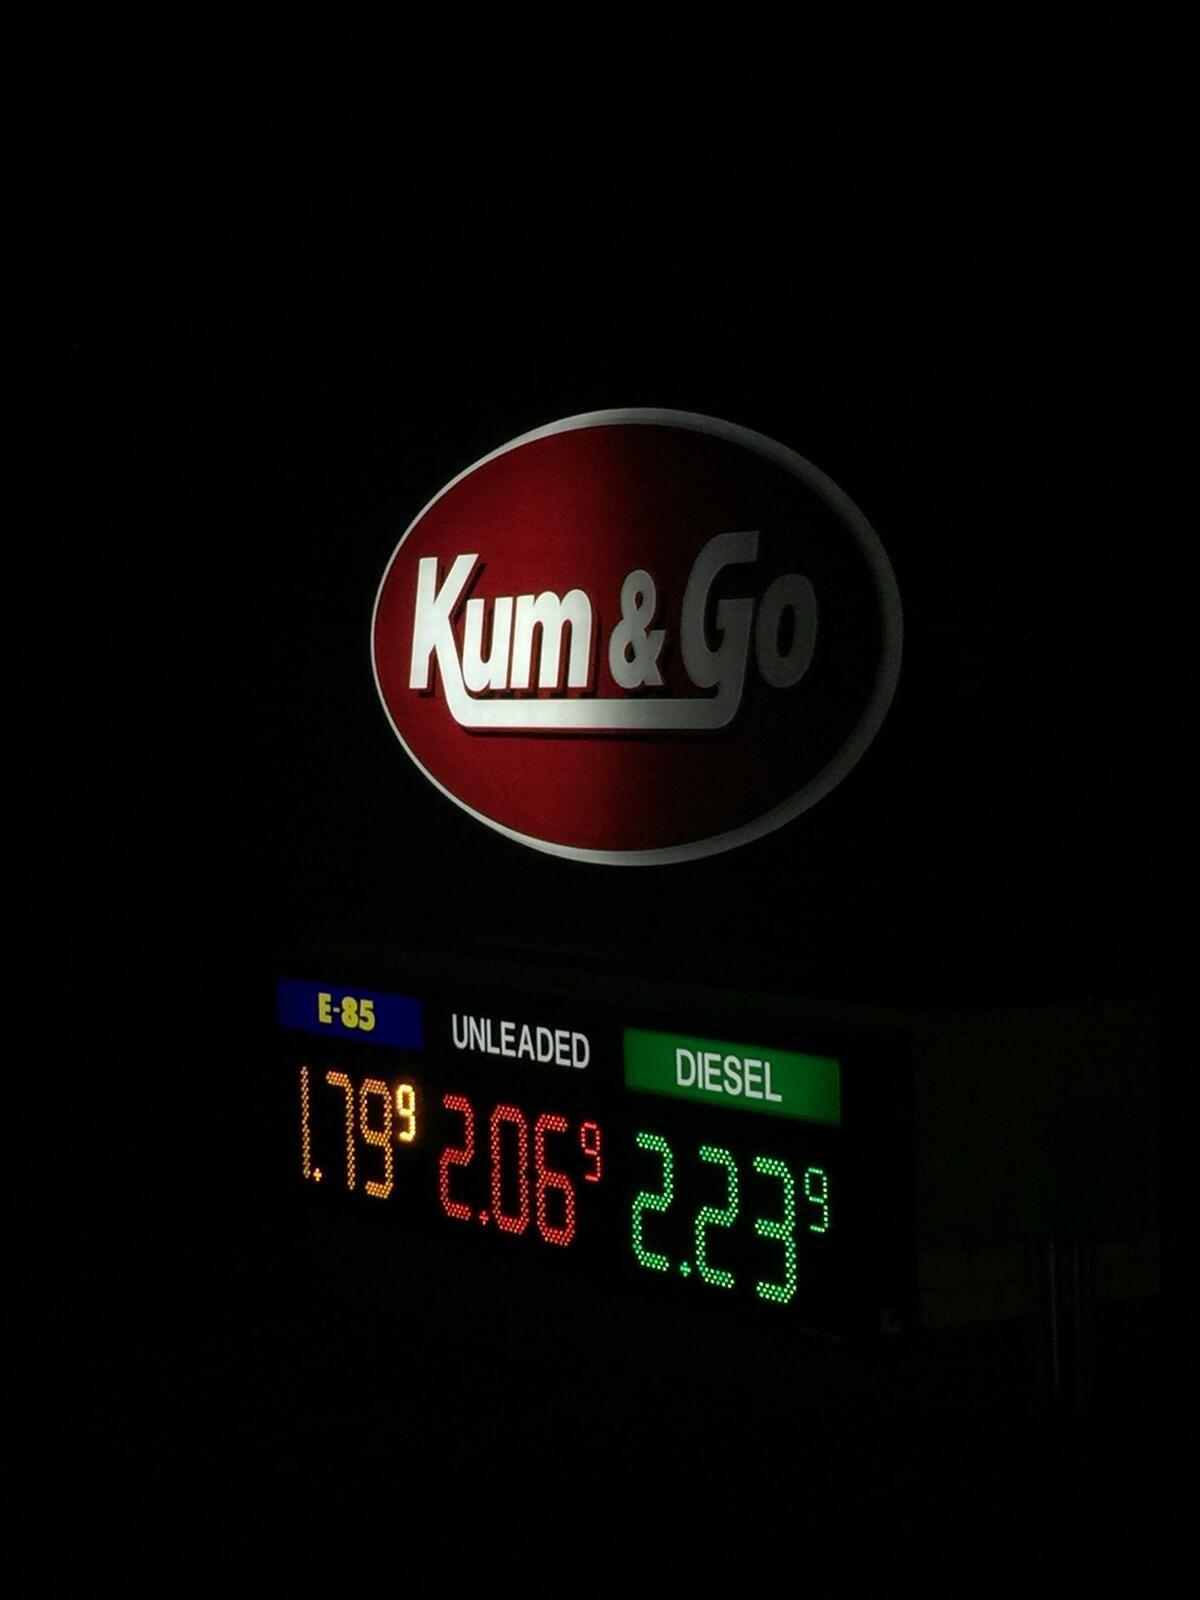 Kum & Go
E-85 UNLEADED DIESEL
1.799 2.069 2.239